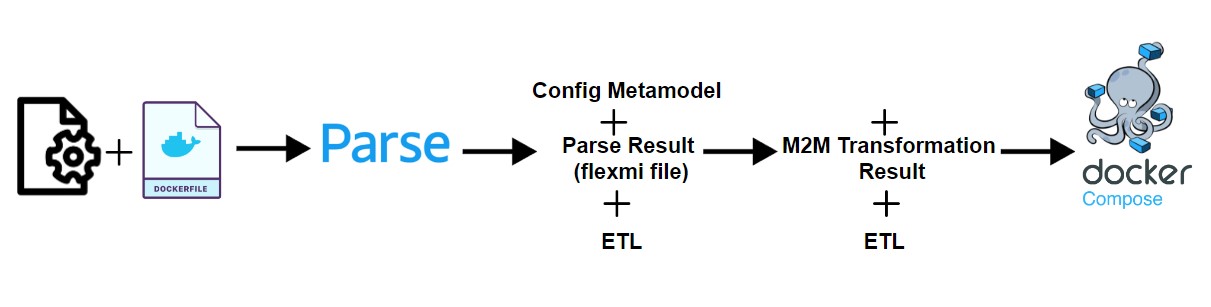 DOCKERFILE
Parse
Config Metamodel
+
Parse Result
(flexmi file)
+
ETL
+
M2M Transformation
Result
+
ETL
docker
Compose